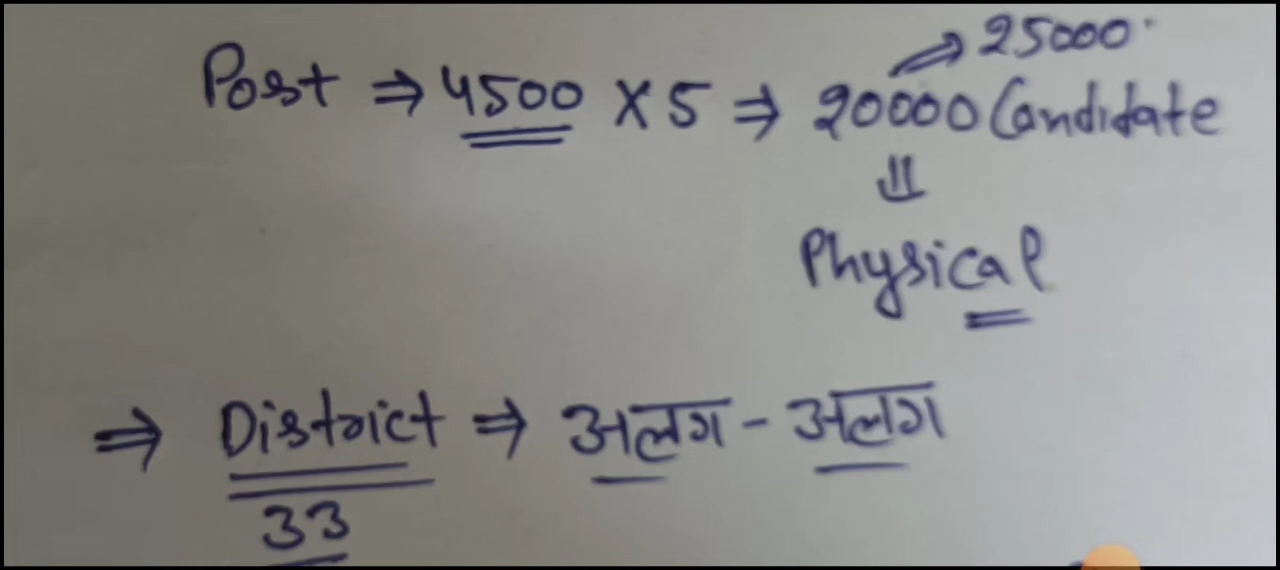 ⇒ 25000
Post ⇒ 4500 X 5 ⇒ 20000 Candidate
⇓
Physical
⇒ District ⇒ अलग - अलग
33